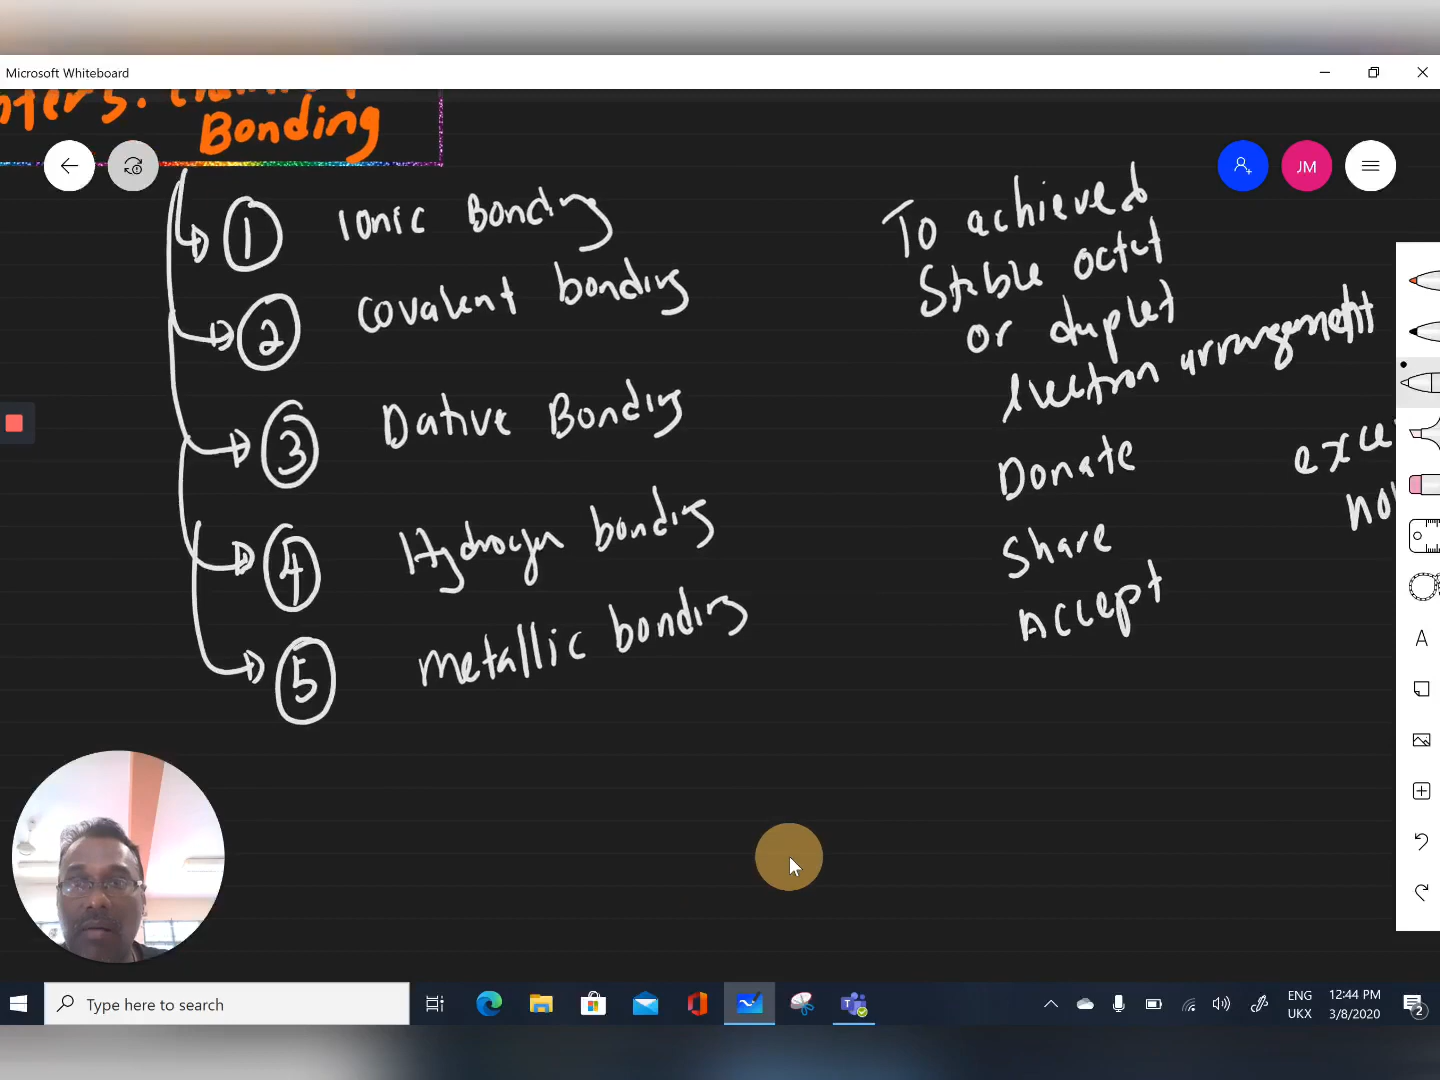 Microsoft Whiteboard
Bonding
JM
1 Ionic Bonding
2 Covalent bonding
3 Dative Bonding
4 Hydrogen bonding
5 metallic bonding
To achieved
Stable octet
or duplet
electron arrangement
Donate
Share
Accept
A
Type here to search
ENG
UKX
12:44 PM
3/8/2020
2